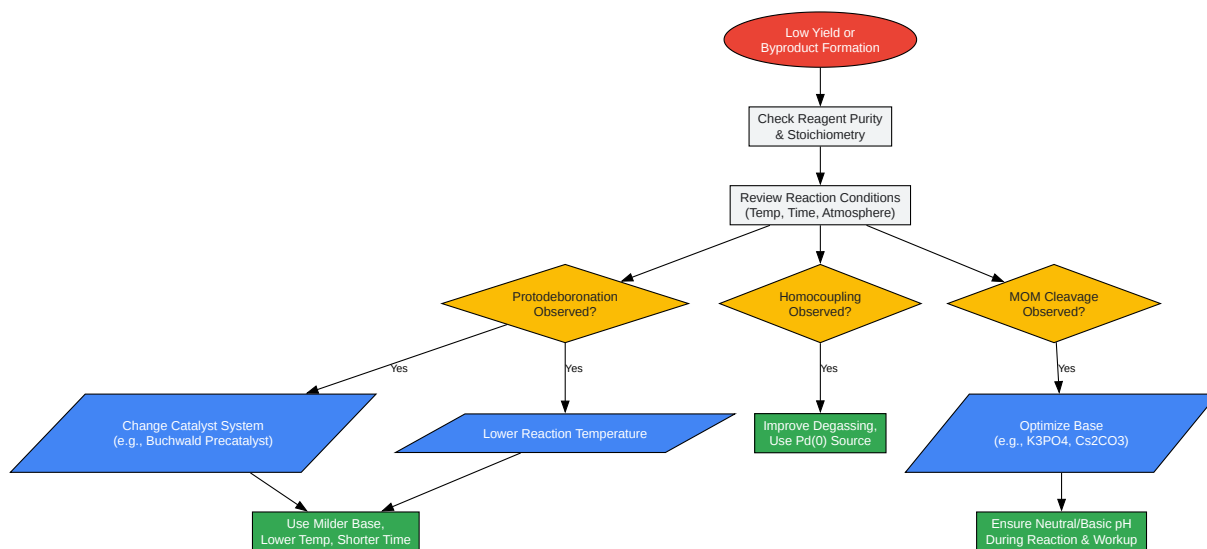 Low Yield or
Byproduct Formation
Check Reagent Purity
& Stoichiometry
Review Reaction Conditions
(Temp, Time, Atmosphere)
Protodeboronation
Observed?
Homocoupling
Observed?
MOM Cleavage
Observed?
Yes
Yes
Yes
Yes
Change Catalyst System
(e.g., Buchwald Precatalyst)
Lower Reaction Temperature
Improve Degassing,
Use Pd(0) Source
Optimize Base
(e.g., K3PO4, Cs2CO3)
Use Milder Base,
Lower Temp, Shorter Time
Ensure Neutral/Basic pH
During Reaction & Workup